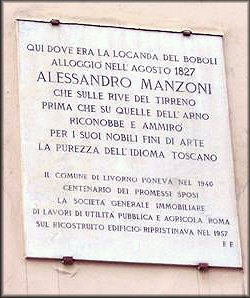 QUI DOVE ERA LA LOCANDA DEL BOBOLI
ALLOGGIÒ NELL'AGOSTO 1827
ALESSANDRO MANZONI
CHE SULLE RIVE DEL TIRRENO
PRIMA CHE SU QUELLE DELL'ARNO
RICONOBBE E AMMIRÒ
PER I SUOI NOBILI FINI DI ARTE
LA PUREZZA DELL'IDIOMA TOSCANO
IL COMUNE DI LIVORNO PONEVA NEL 1940
CENTENARIO DEI PROMESSI SPOSI
LA SOCIETÀ GENERALE IMMOBILIARE
DI LAVORI DI UTILITÀ PUBBLICA E AGRICOLA ROMA
SUL RICOSTRUITO EDIFICIO RIPRISTINAVA NEL 1957